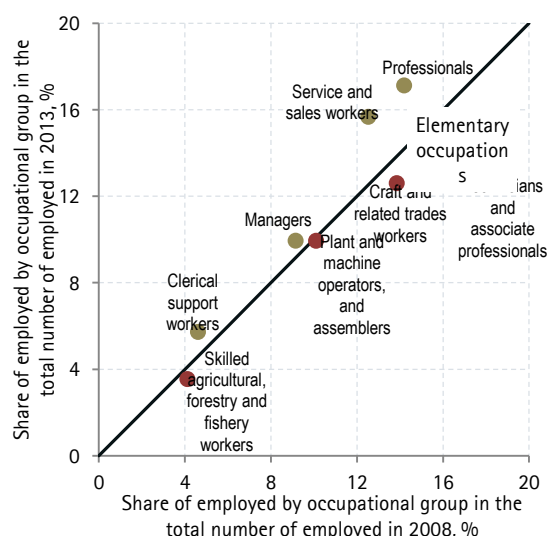 Share of employed by occupational group in the
total number of employed in 2013, %
20
16
12
8
4
0
Professionals
Service and
sales workers
Elementary
occupation
s
ians
and
associate
professionals
Craft and
related trades
workers
Managers
Plant and
machine
operators,
and
assemblers
Clerical
support
workers
Skilled
agricultural,
forestry and
fishery
workers
0 4 8 12 16 20
Share of employed by occupational group in the
total number of employed in 2008, %